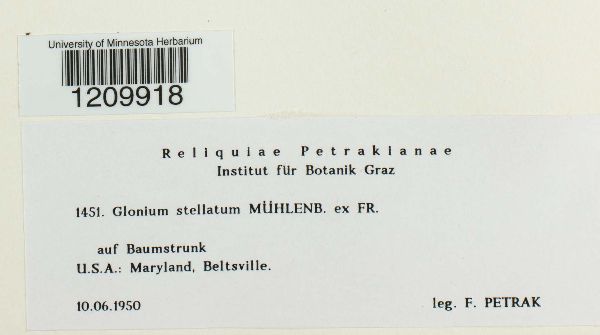 University of Minnesota Herbarium
1209918
Reliquiae Petrakianae
Institut für Botanik Graz
1451. Glonium stellatum MÜHLENB. ex FR.
auf Baumstrunk
U.S.A.: Maryland, Beltsville.
10.06.1950 leg. F. PETRAK